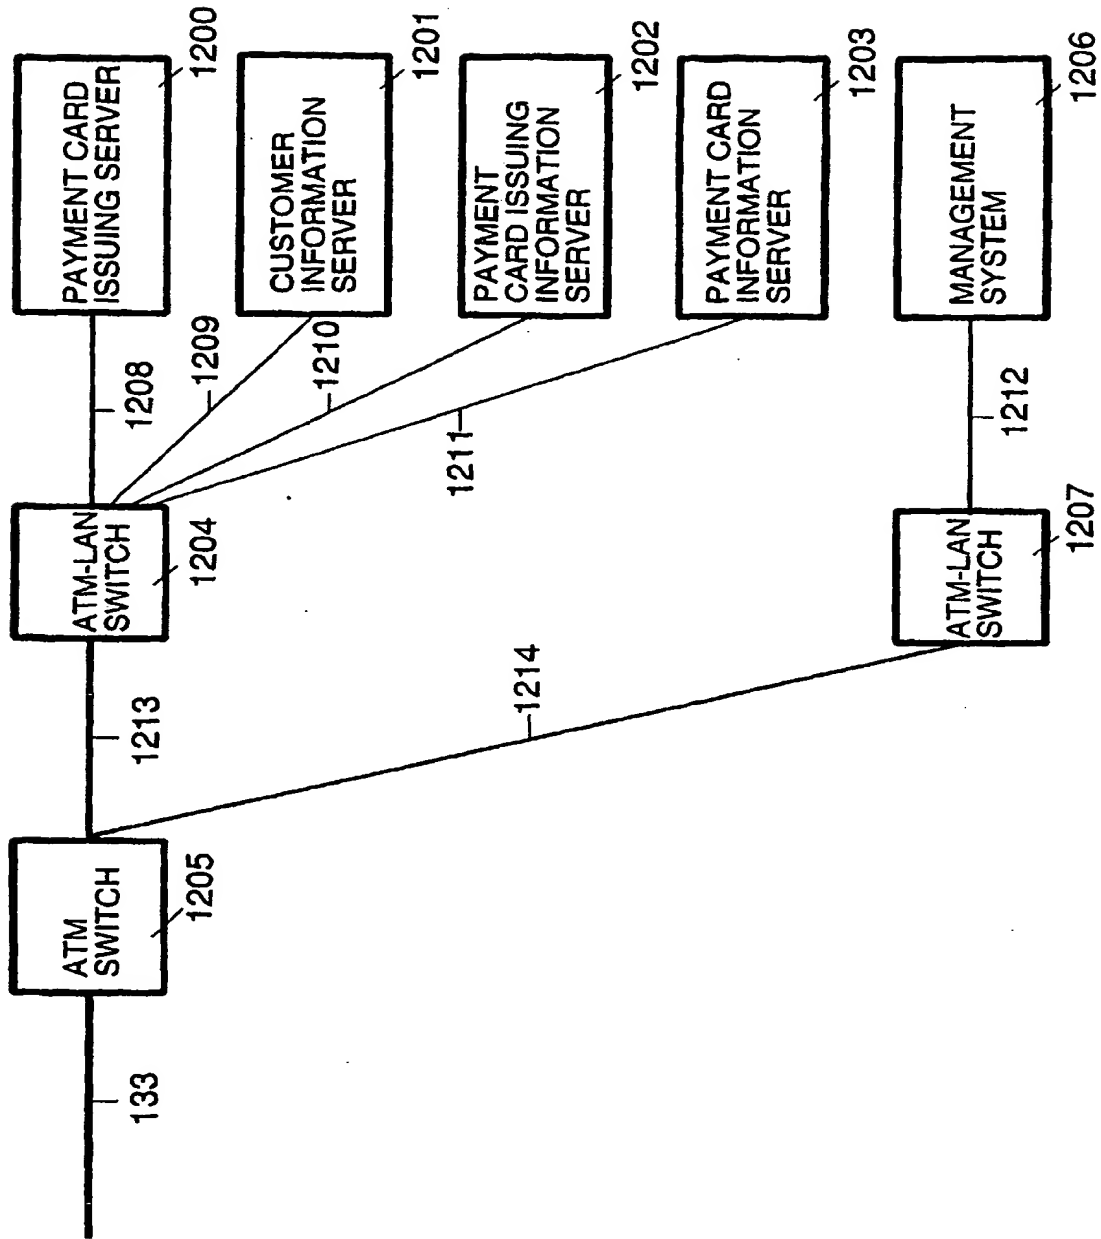 PAYMENT CARD
ISSUING SERVER
1200
CUSTOMER
INFORMATION
SERVER
1201
PAYMENT
CARD ISSUING
INFORMATION
SERVER
1202
PAYMENT CARD
INFORMATION
SERVER
1203
MANAGEMENT
SYSTEM
1206
1208
1209
1210
1211
1212
ATM-LAN
SWITCH
1204
ATM-LAN
SWITCH
1207
1213
1214
ATM
SWITCH
1205
133